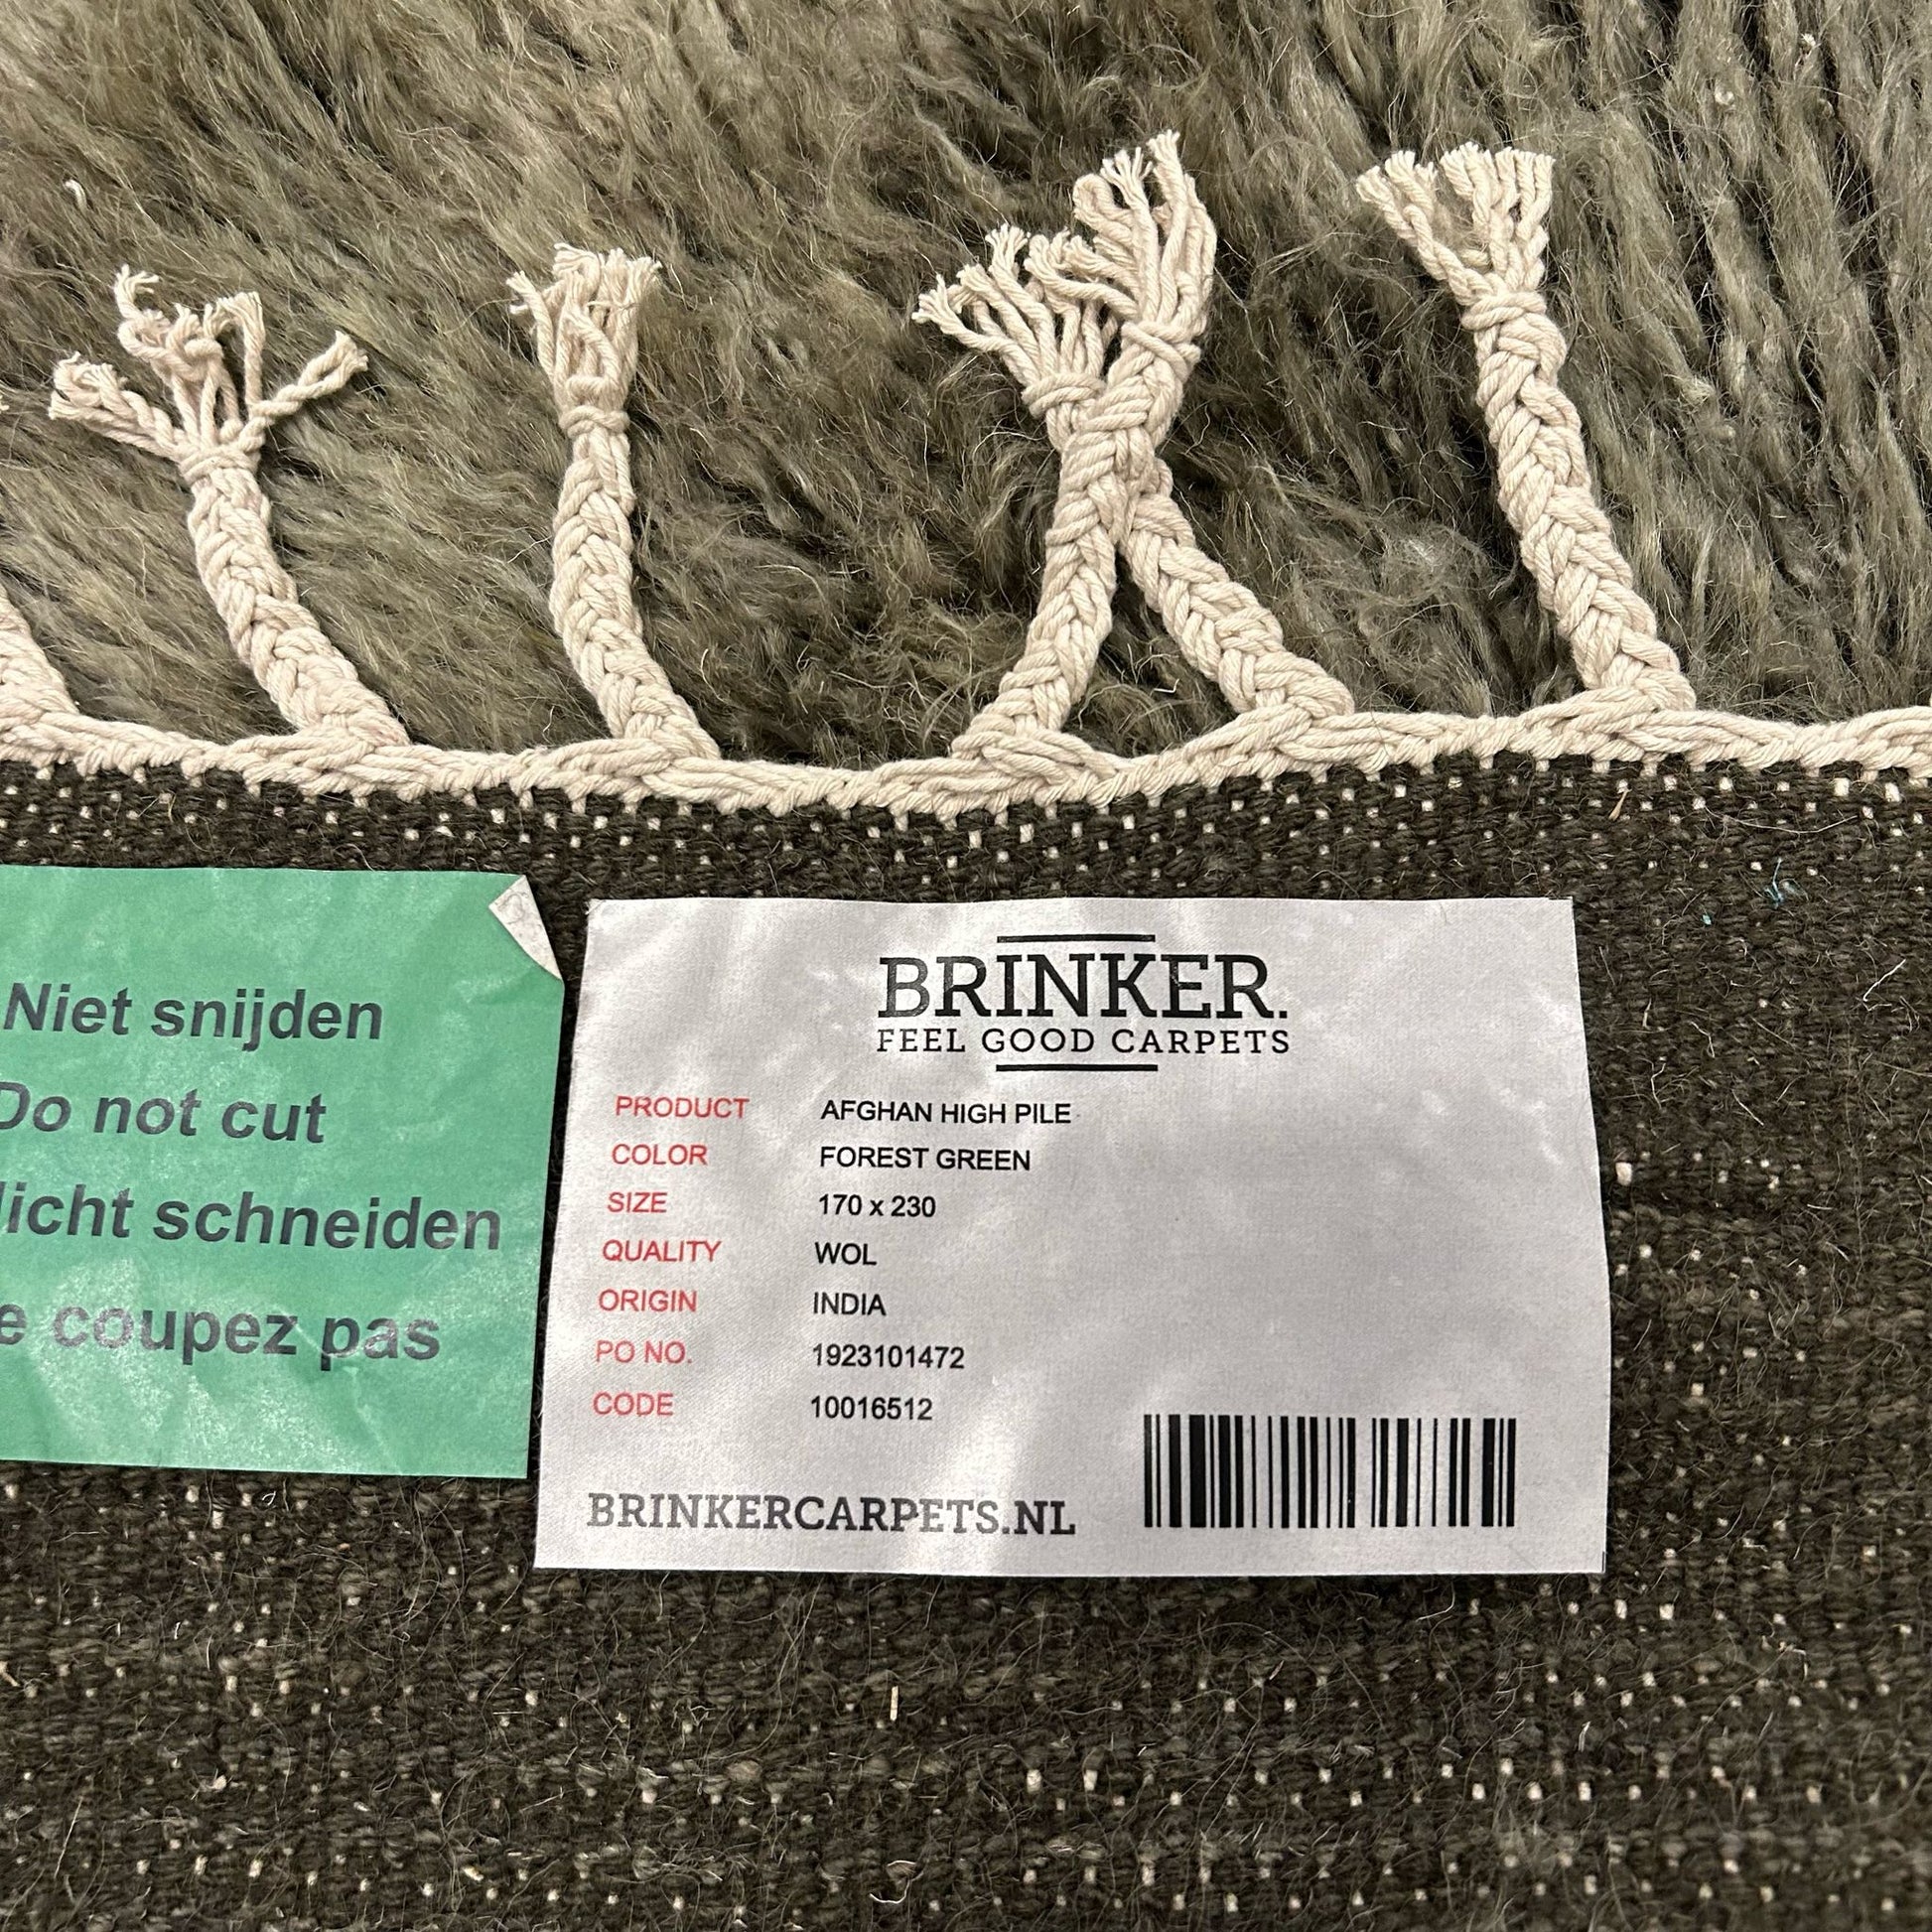 Niet snijden
Do not cut
schneiden
coupez pas
BRINKER.
FEEL GOOD CARPETS
PRODUCT AFGHAN HIGH PILE
COLOR FOREST GREEN
SIZE 170 x 230
QUALITY WOL
ORIGIN INDIA
PO NO. 1923101472
CODE 10016512
BRINKERCARPETS.NL